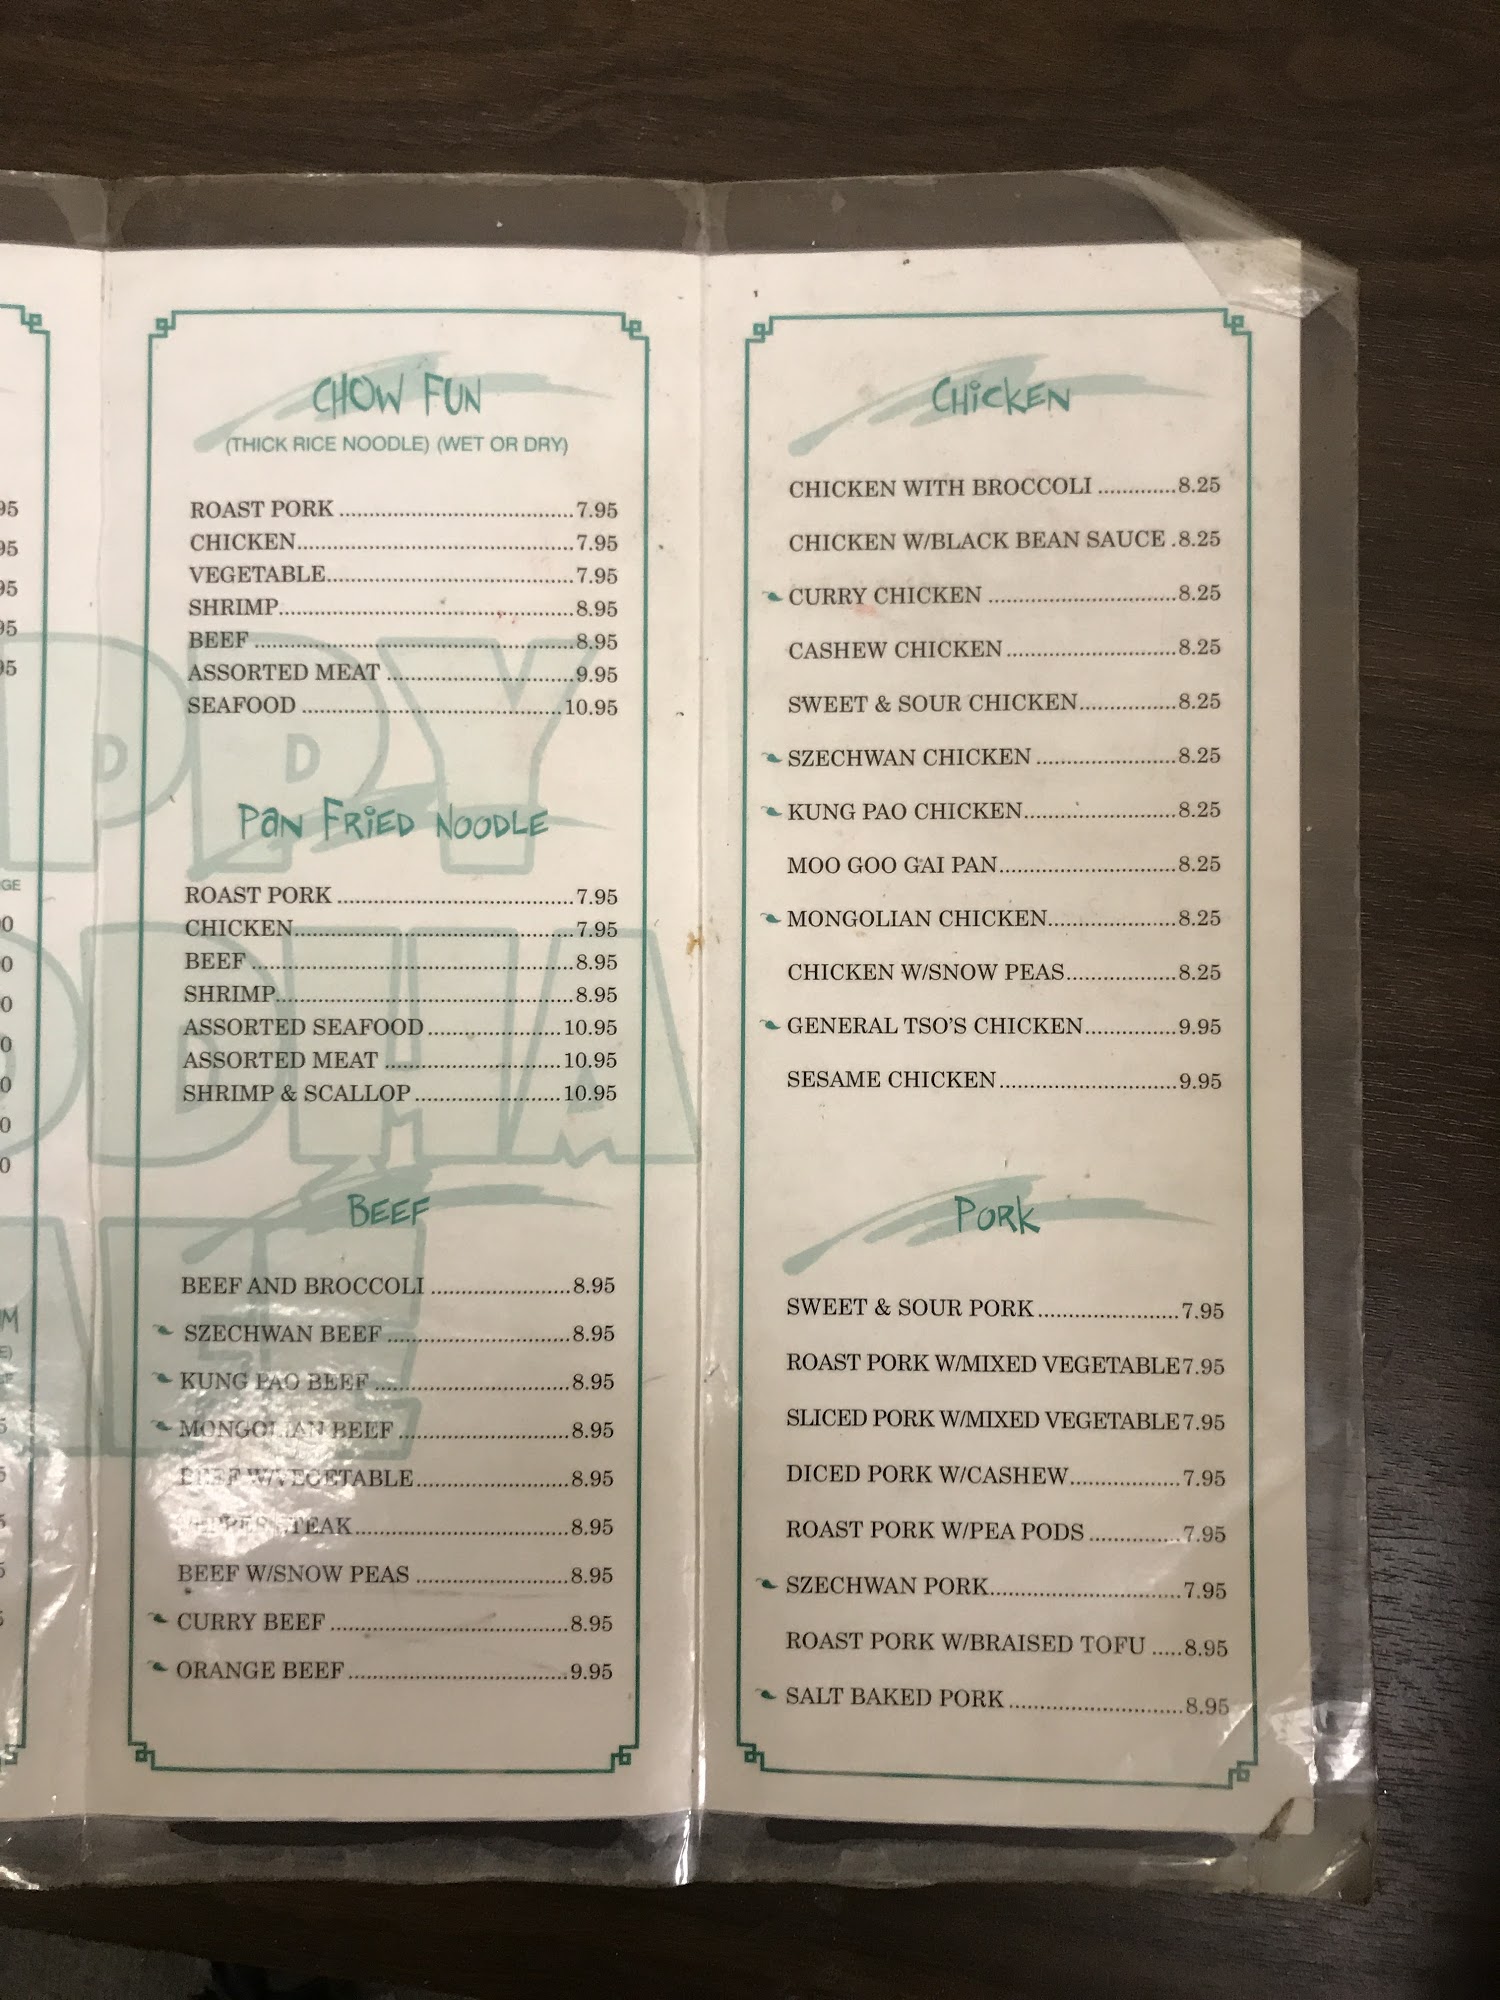 CHOW FUN
(THICK RICE NOODLE) (WET OR DRY)
ROAST PORK ........ 7.95
CHICKEN ........ 7.95
VEGETABLE ........ 7.95
SHRIMP ........ 8.95
BEEF ........ 8.95
ASSORTED MEAT ........ 9.95
SEAFOOD ........ 10.95
PAN FRIED NOODLE
ROAST PORK ........ 7.95
CHICKEN ........ 7.95
BEEF ........ 8.95
SHRIMP ........ 8.95
ASSORTED SEAFOOD ........ 10.95
ASSORTED MEAT ........ 10.95
SHRIMP & SCALLOP ........ 10.95
BEEF
BEEF AND BROCCOLI ........ 8.95
SZECHWAN BEEF ........ 8.95
KUNG PAO BEEF ........ 8.95
MONGOLIAN BEEF ........ 8.95
BEEF W/VEGETABLE ........ 8.95
PEPPER STEAK ........ 8.95
BEEF W/SNOW PEAS ........ 8.95
CURRY BEEF ........ 8.95
ORANGE BEEF ........ 9.95
CHICKEN
CHICKEN WITH BROCCOLI ........ 8.25
CHICKEN W/BLACK BEAN SAUCE . 8.25
CURRY CHICKEN ........ 8.25
CASHEW CHICKEN ........ 8.25
SWEET & SOUR CHICKEN ........ 8.25
SZECHWAN CHICKEN ........ 8.25
KUNG PAO CHICKEN ........ 8.25
MOO GOO GAI PAN ........ 8.25
MONGOLIAN CHICKEN ........ 8.25
CHICKEN W/SNOW PEAS ........ 8.25
GENERAL TSO'S CHICKEN ........ 9.95
SESAME CHICKEN ........ 9.95
PORK
SWEET & SOUR PORK ........ 7.95
ROAST PORK W/MIXED VEGETABLE 7.95
SLICED PORK W/MIXED VEGETABLE 7.95
DICED PORK W/CASHEW ........ 7.95
ROAST PORK W/PEA PODS ........ 7.95
SZECHWAN PORK ........ 7.95
ROAST PORK W/BRAISED TOFU ..... 8.95
SALT BAKED PORK ........ 8.95